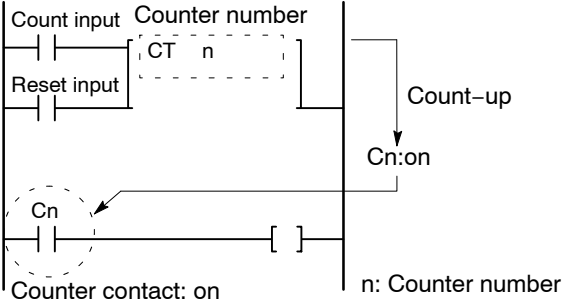 Count input
Counter number
CT n
Reset input
Count–up
Cn:on
Cn
Counter contact: on
n: Counter number